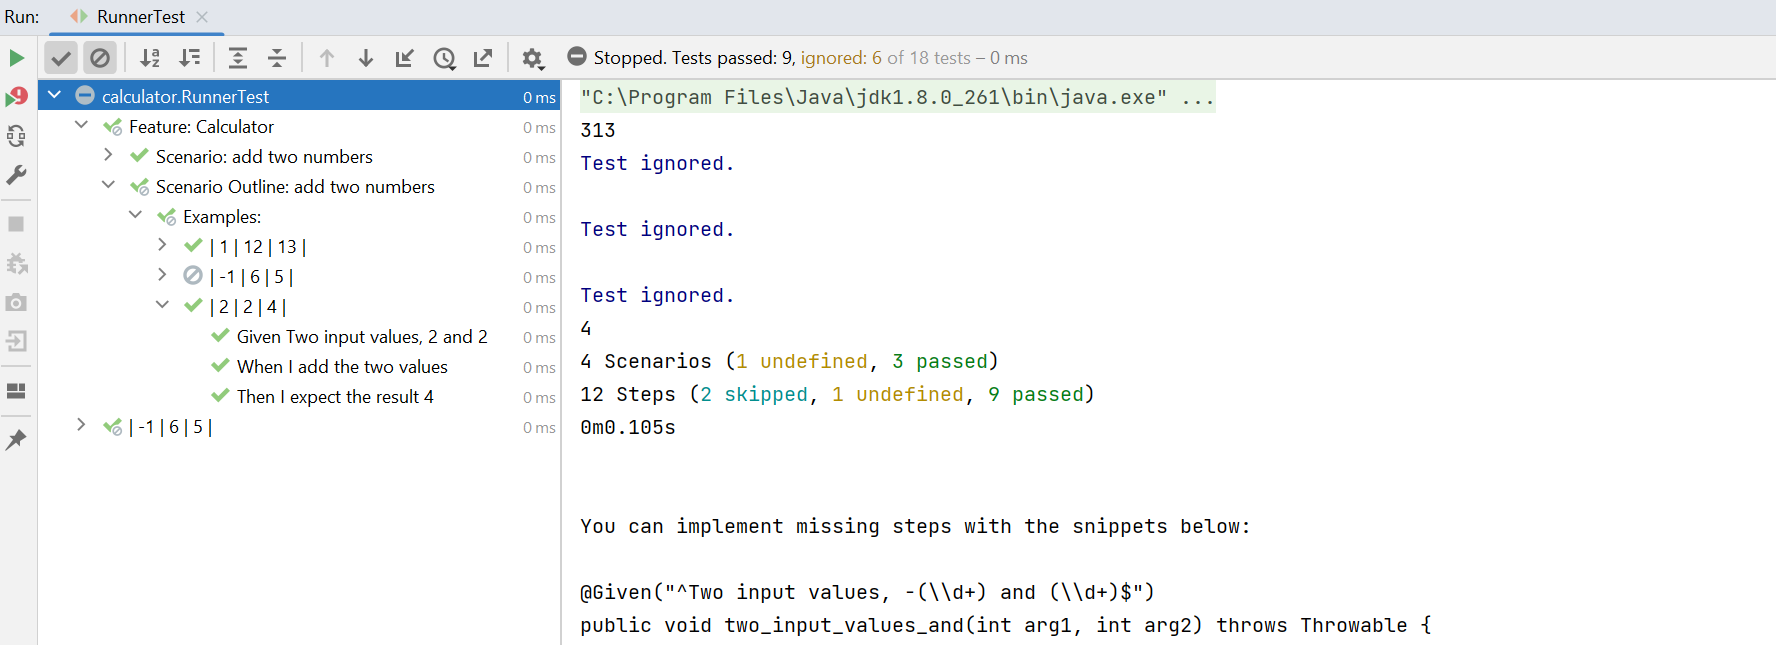 Run: RunnerTest
Stopped. Tests passed: 9, ignored: 6 of 18 tests – 0 ms
calculator.RunnerTest 0 ms
Feature: Calculator 0 ms
Scenario: add two numbers 0 ms
Scenario Outline: add two numbers 0 ms
Examples: 0 ms
| 1 | 12 | 13 | 0 ms
| -1 | 6 | 5 | 0 ms
| 2 | 2 | 4 | 0 ms
Given Two input values, 2 and 2 0 ms
When I add the two values 0 ms
Then I expect the result 4 0 ms
| -1 | 6 | 5 | 0 ms
"C:\Program Files\Java\jdk1.8.0_261\bin\java.exe" ...
313
Test ignored.
Test ignored.
Test ignored.
4
4 Scenarios (1 undefined, 3 passed)
12 Steps (2 skipped, 1 undefined, 9 passed)
0m0.105s
You can implement missing steps with the snippets below:
@Given("^Two input values, -(\\d+) and (\\d+)$")
public void two_input_values_and(int arg1, int arg2) throws Throwable {